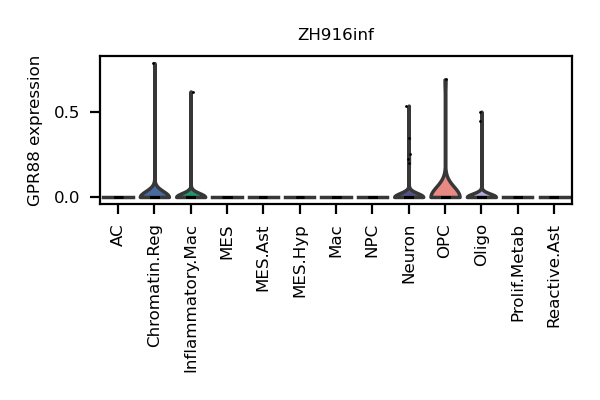 ZH916inf
GPR88 expression
0.5
0.0
AC
Chromatin.Reg
Inflammatory.Mac
MES
MES.Ast
MES.Hyp
Mac
NPC
Neuron
OPC
Oligo
Prolif.Metab
Reactive.Ast